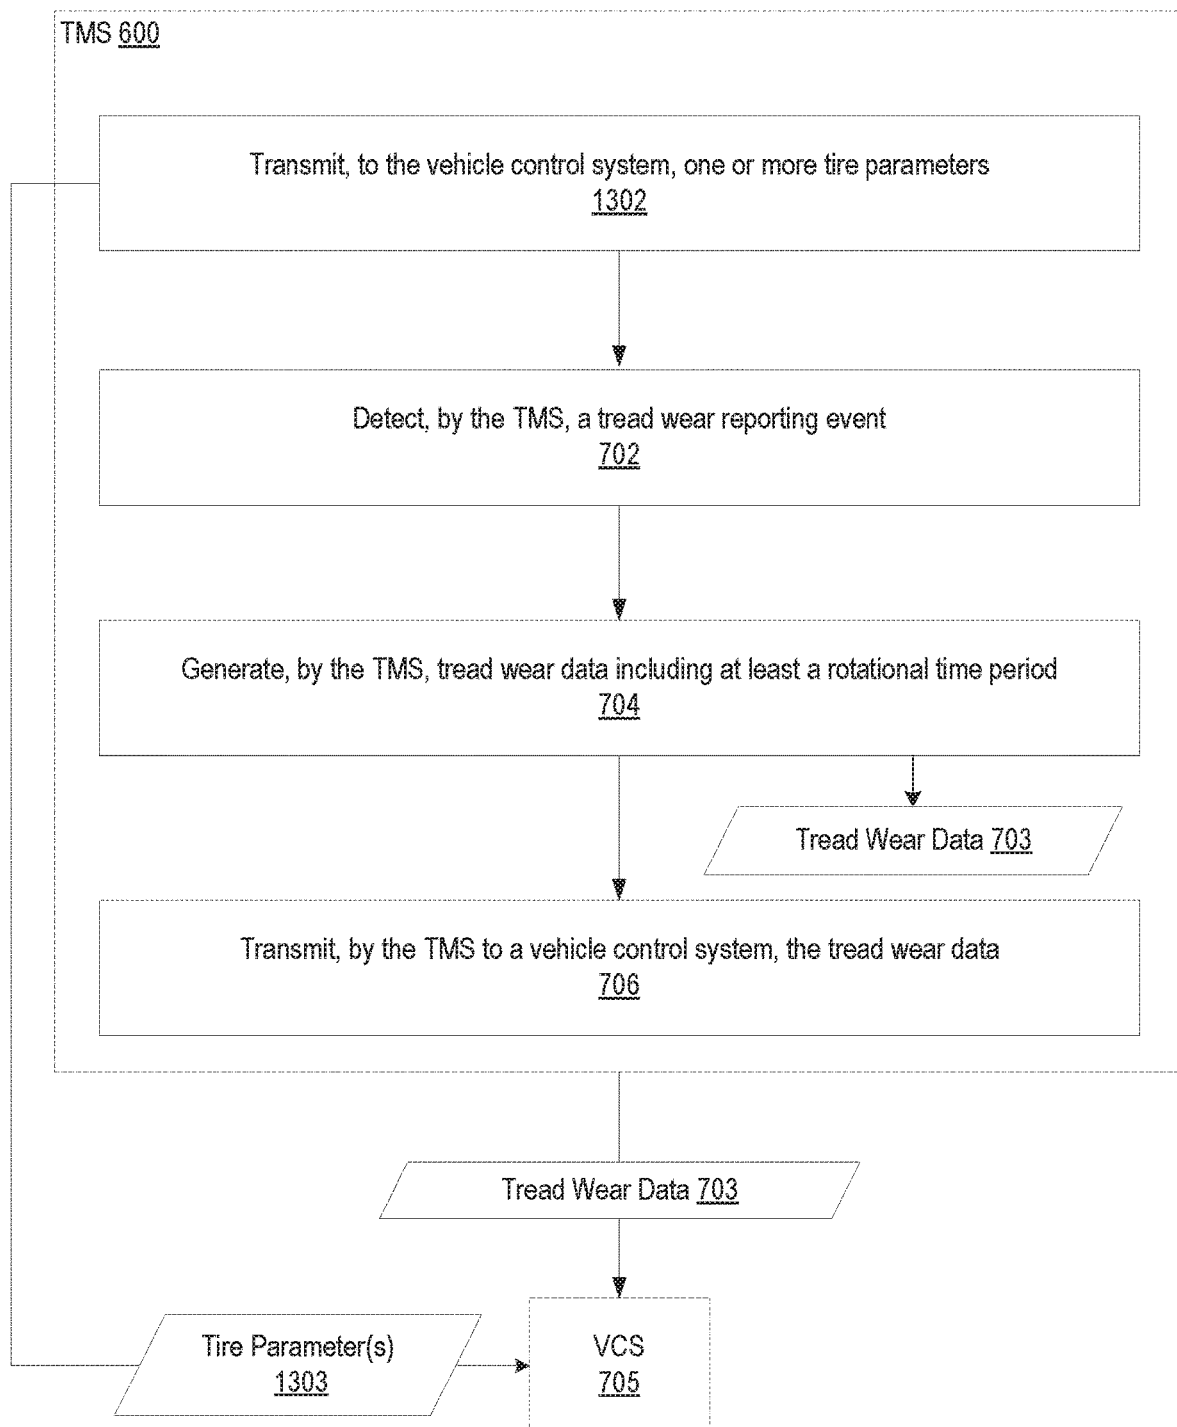 TMS 600
Transmit, to the vehicle control system, one or more tire parameters
1302
Detect, by the TMS, a tread wear reporting event
702
Generate, by the TMS, tread wear data including at least a rotational time period
704
Tread Wear Data 703
Transmit, by the TMS to a vehicle control system, the tread wear data
706
Tread Wear Data 703
Tire Parameter(s)
1303
VCS
705